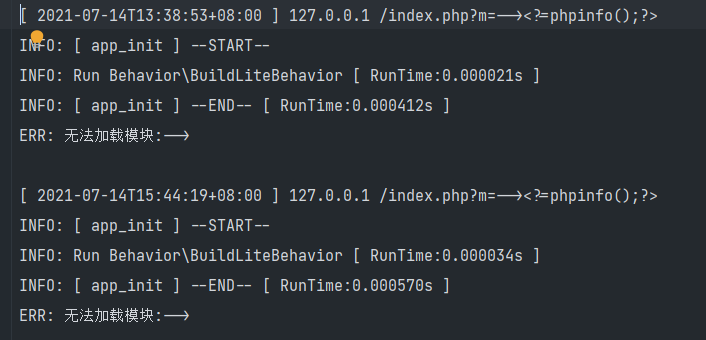 [ 2021-07-14T13:38:53+08:00 ] 127.0.0.1 /index.php?m=--><?=phpinfo();?>
INFO: [ app_init ] --START--
INFO: Run Behavior\BuildLiteBehavior [ RunTime:0.000021s ]
INFO: [ app_init ] --END-- [ RunTime:0.000412s ]
ERR: 无法加载模块:-->
[ 2021-07-14T15:44:19+08:00 ] 127.0.0.1 /index.php?m=--><?=phpinfo();?>
INFO: [ app_init ] --START--
INFO: Run Behavior\BuildLiteBehavior [ RunTime:0.000034s ]
INFO: [ app_init ] --END-- [ RunTime:0.000570s ]
ERR: 无法加载模块:-->